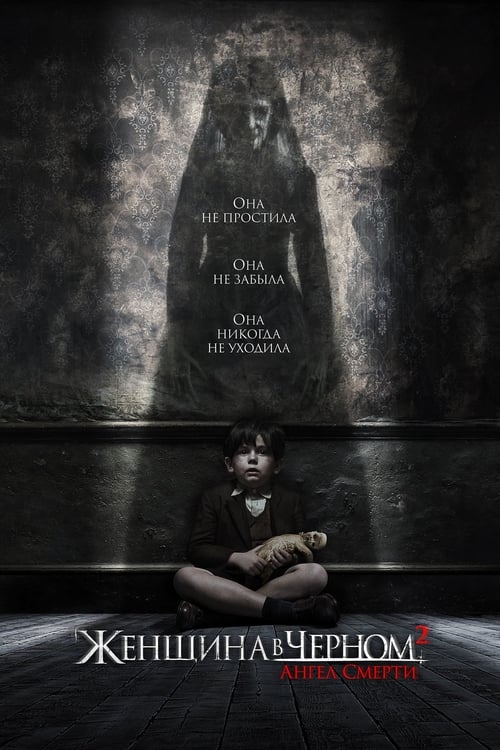 Она
не простила
Она
не забыла
Она
никогда
не уходила
Женщина в черном 2
Ангел Смерти